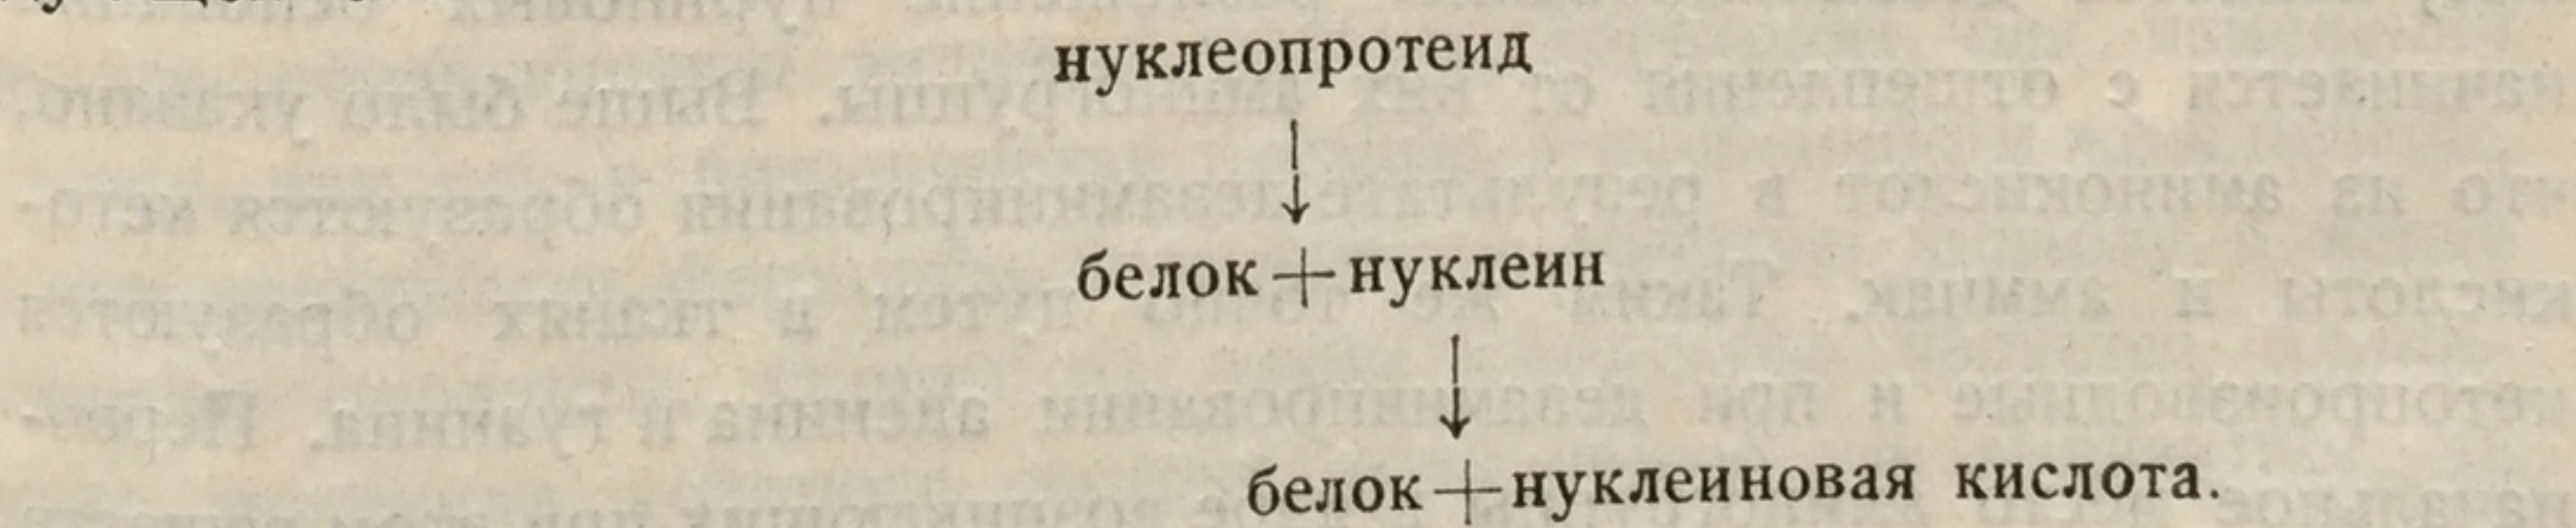 нуклеопротеид
↓
белок + нуклеин
↓
белок + нуклеиновая кислота.